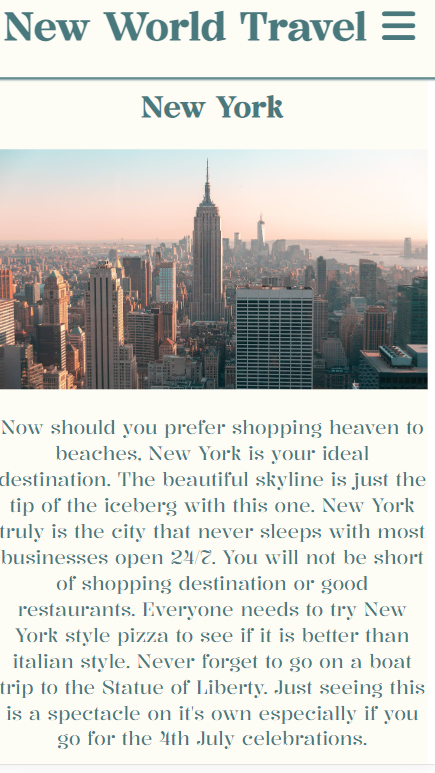 New World Travel
New York
Now should you prefer shopping heaven to
beaches, New York is your ideal
destination. The beautiful skyline is just the
tip of the iceberg with this one. New York
truly is the city that never sleeps with most
businesses open 24/7. You will not be short
of shopping destination or good
restaurants. Everyone needs to try New
York style pizza to see if it is better than
italian style. Never forget to go on a boat
trip to the Statue of Liberty. Just seeing this
is a spectacle on it's own especially if you
go for the 4th July celebrations.